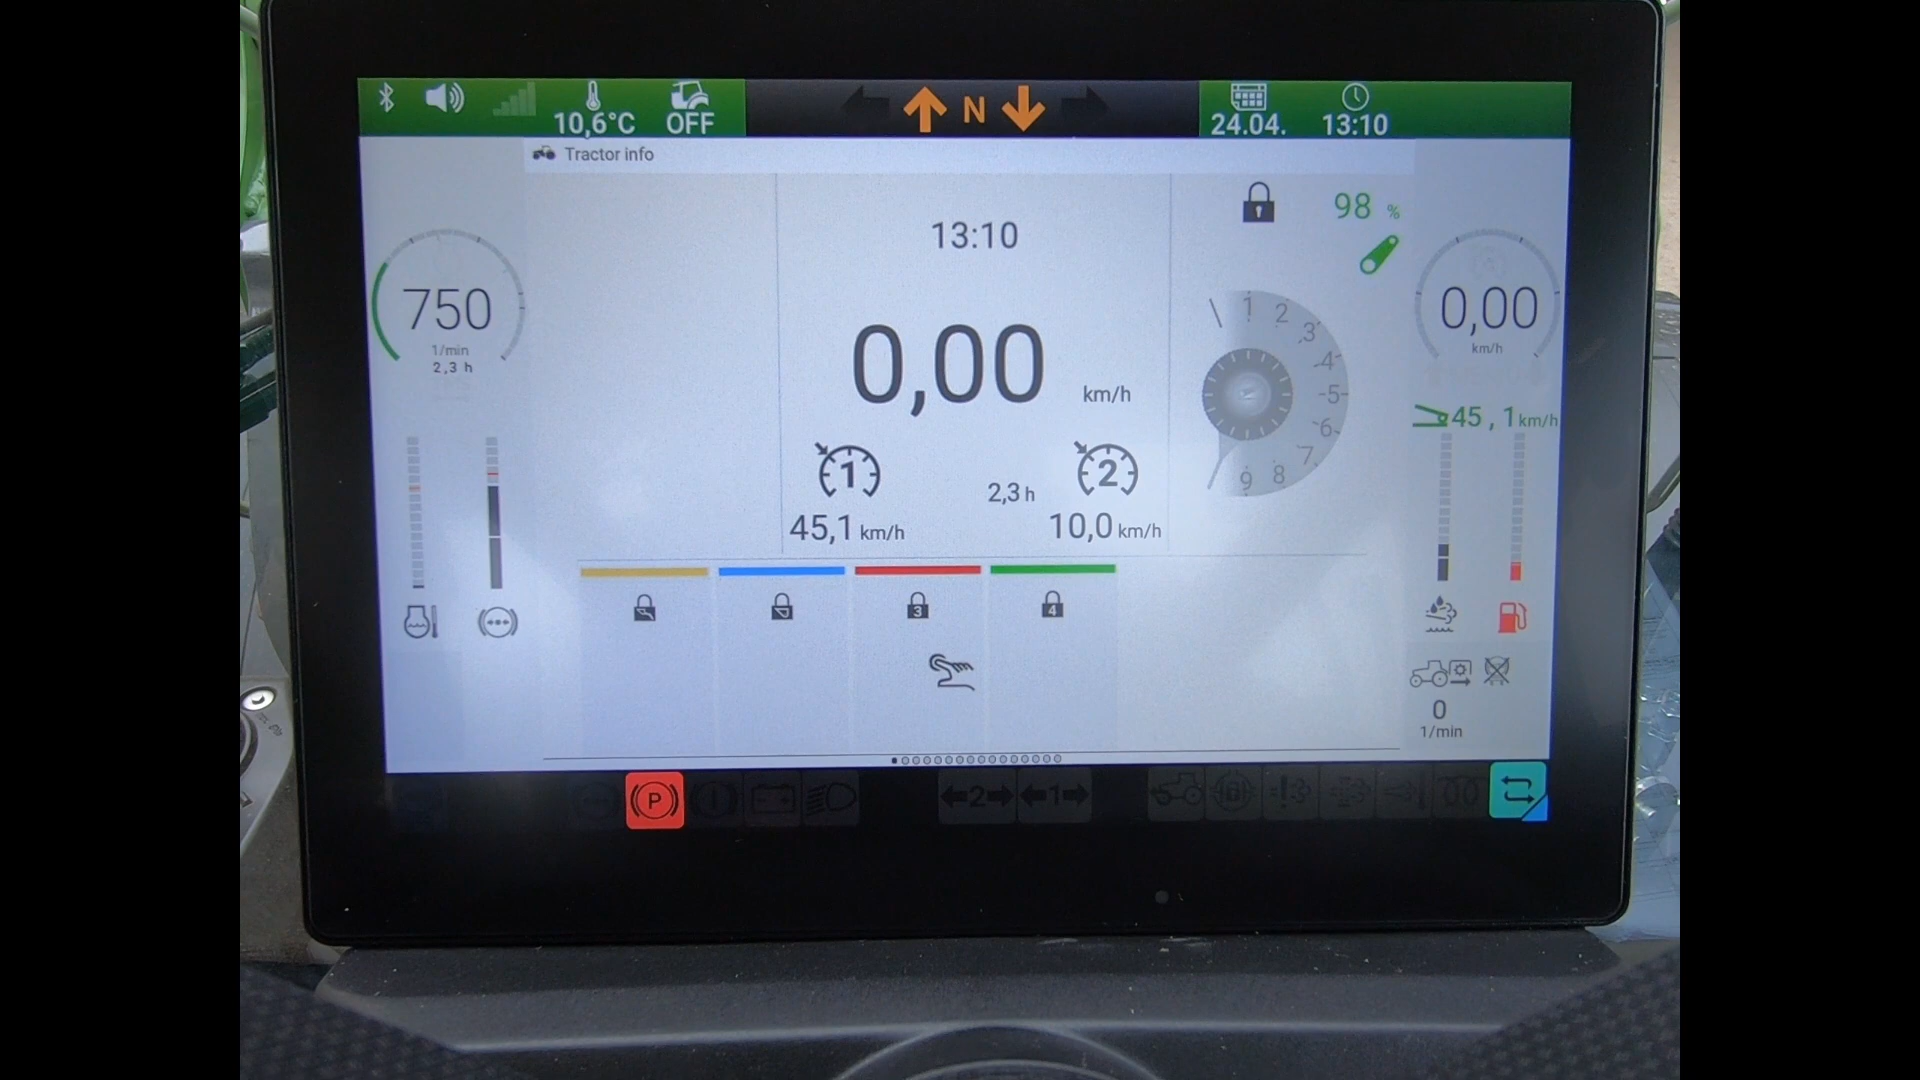 10,6°C OFF
N
24.04. 13:10
Tractor info
13:10
98 %
750
1/min
2,3 h
0,00 km/h
1
2,3 h
2
45,1 km/h
10,0 km/h
1
2
3
4
5
6
7
8
9
0,00
km/h
45,1 km/h
3
4
0
1/min
P
2
1